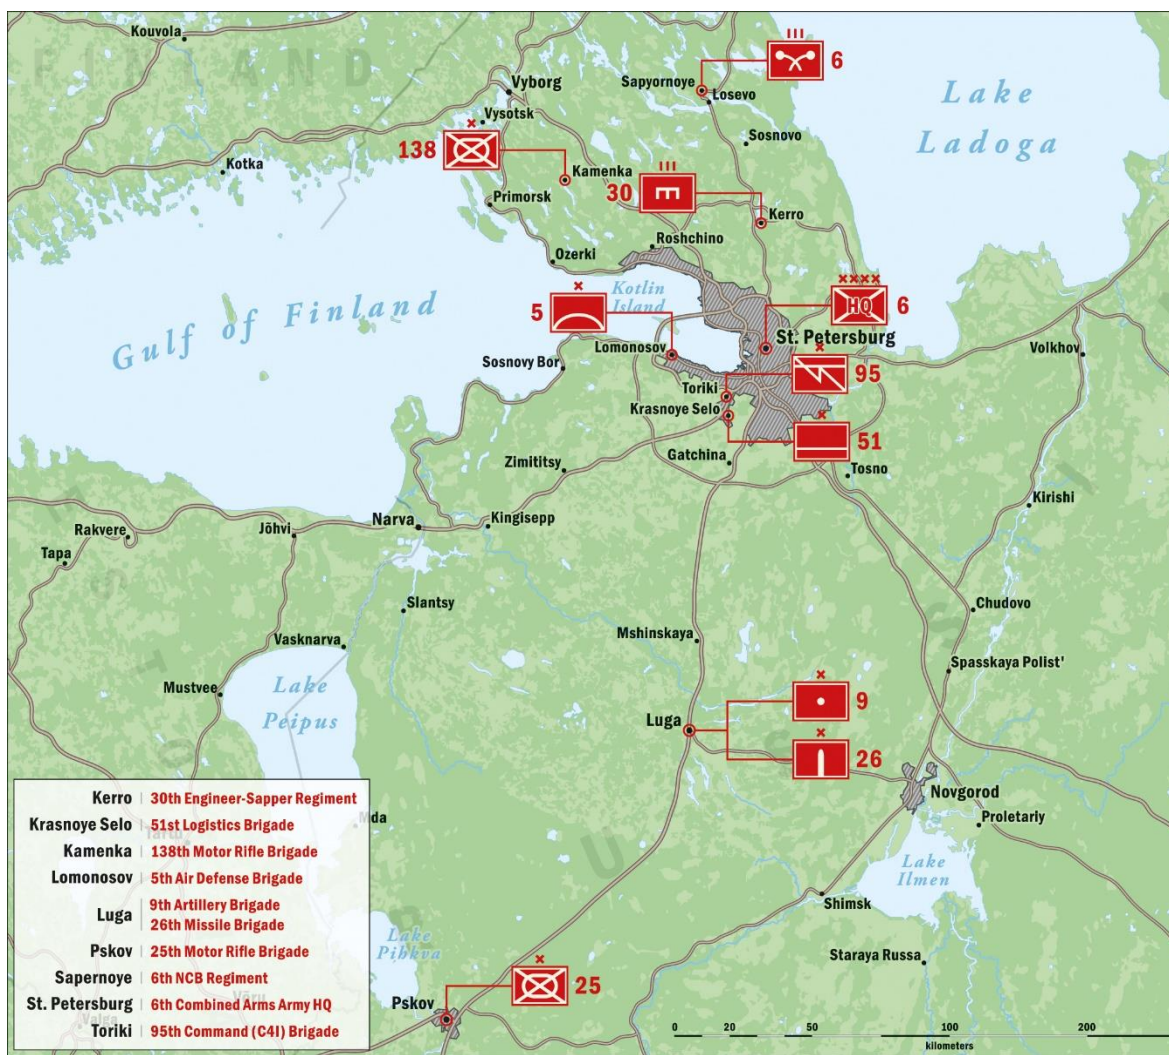 Kouvola
FINLAND
Vyborg
Vysotsk
138
Kotka
Kamenka
Primorsk
Sapyornoye
6
Losevo
Sosnovo
Lake
Ladoga
30
Kerro
Roshchino
Ozerki
Kotlin
Island
Gulf of Finland
5
HQ
6
St. Petersburg
Lomonosov
Sosnovy Bor
Toriki
95
Krasnoye Selo
51
Volkhov
Gatchina
Tosno
Zimititsy
Kirishi
Rakvere
Tapa
Jõhvi
Narva
Kingisepp
Slantsy
Chudovo
Vasknarva
Mshinskaya
Spasskaya Polist'
Mustvee
Lake
Peipus
Luga
9
26
Novgorod
Proletariy
Lake
Ilmen
Shimsk
Staraya Russa
Mda
Tartu
Lake
Pihkva
Võru
Valga
Pskov
25
RUSSI
Kerro 30th Engineer-Sapper Regiment
Krasnoye Selo 51st Logistics Brigade
Kamenka 138th Motor Rifle Brigade
Lomonosov 5th Air Defense Brigade
Luga 9th Artillery Brigade
26th Missile Brigade
Pskov 25th Motor Rifle Brigade
Sapernoye 6th NCB Regiment
St. Petersburg 6th Combined Arms Army HQ
Toriki 95th Command (C4I) Brigade
0 20 50 100 200
kilometers